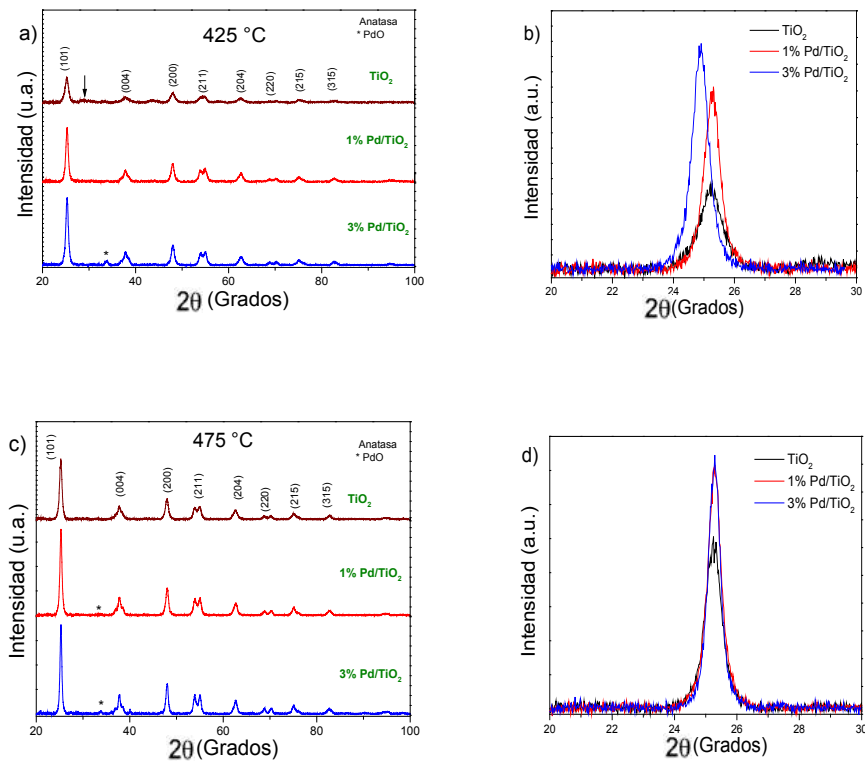 a)
425 °C
Anatasa
* PdO
(101)
(004)
(200)
(211)
(204)
(220)
(215)
(315)
TiO₂
1% Pd/TiO₂
3% Pd/TiO₂
*
Intensidad (u.a.)
20 40 60 80 100
2θ (Grados)
b)
TiO₂
1% Pd/TiO₂
3% Pd/TiO₂
Intensidad (a.u.)
20 22 24 26 28 30
2θ(Grados)
c)
475 °C
Anatasa
* PdO
(101)
(004)
(200)
(211)
(204)
(220)
(215)
(315)
TiO₂
1% Pd/TiO₂
*
3% Pd/TiO₂
*
Intensidad (u.a.)
20 40 60 80 100
2θ (Grados)
d)
TiO₂
1% Pd/TiO₂
3% Pd/TiO₂
Intensidad (a.u.)
20 22 24 26 28 30
2θ(Grados)